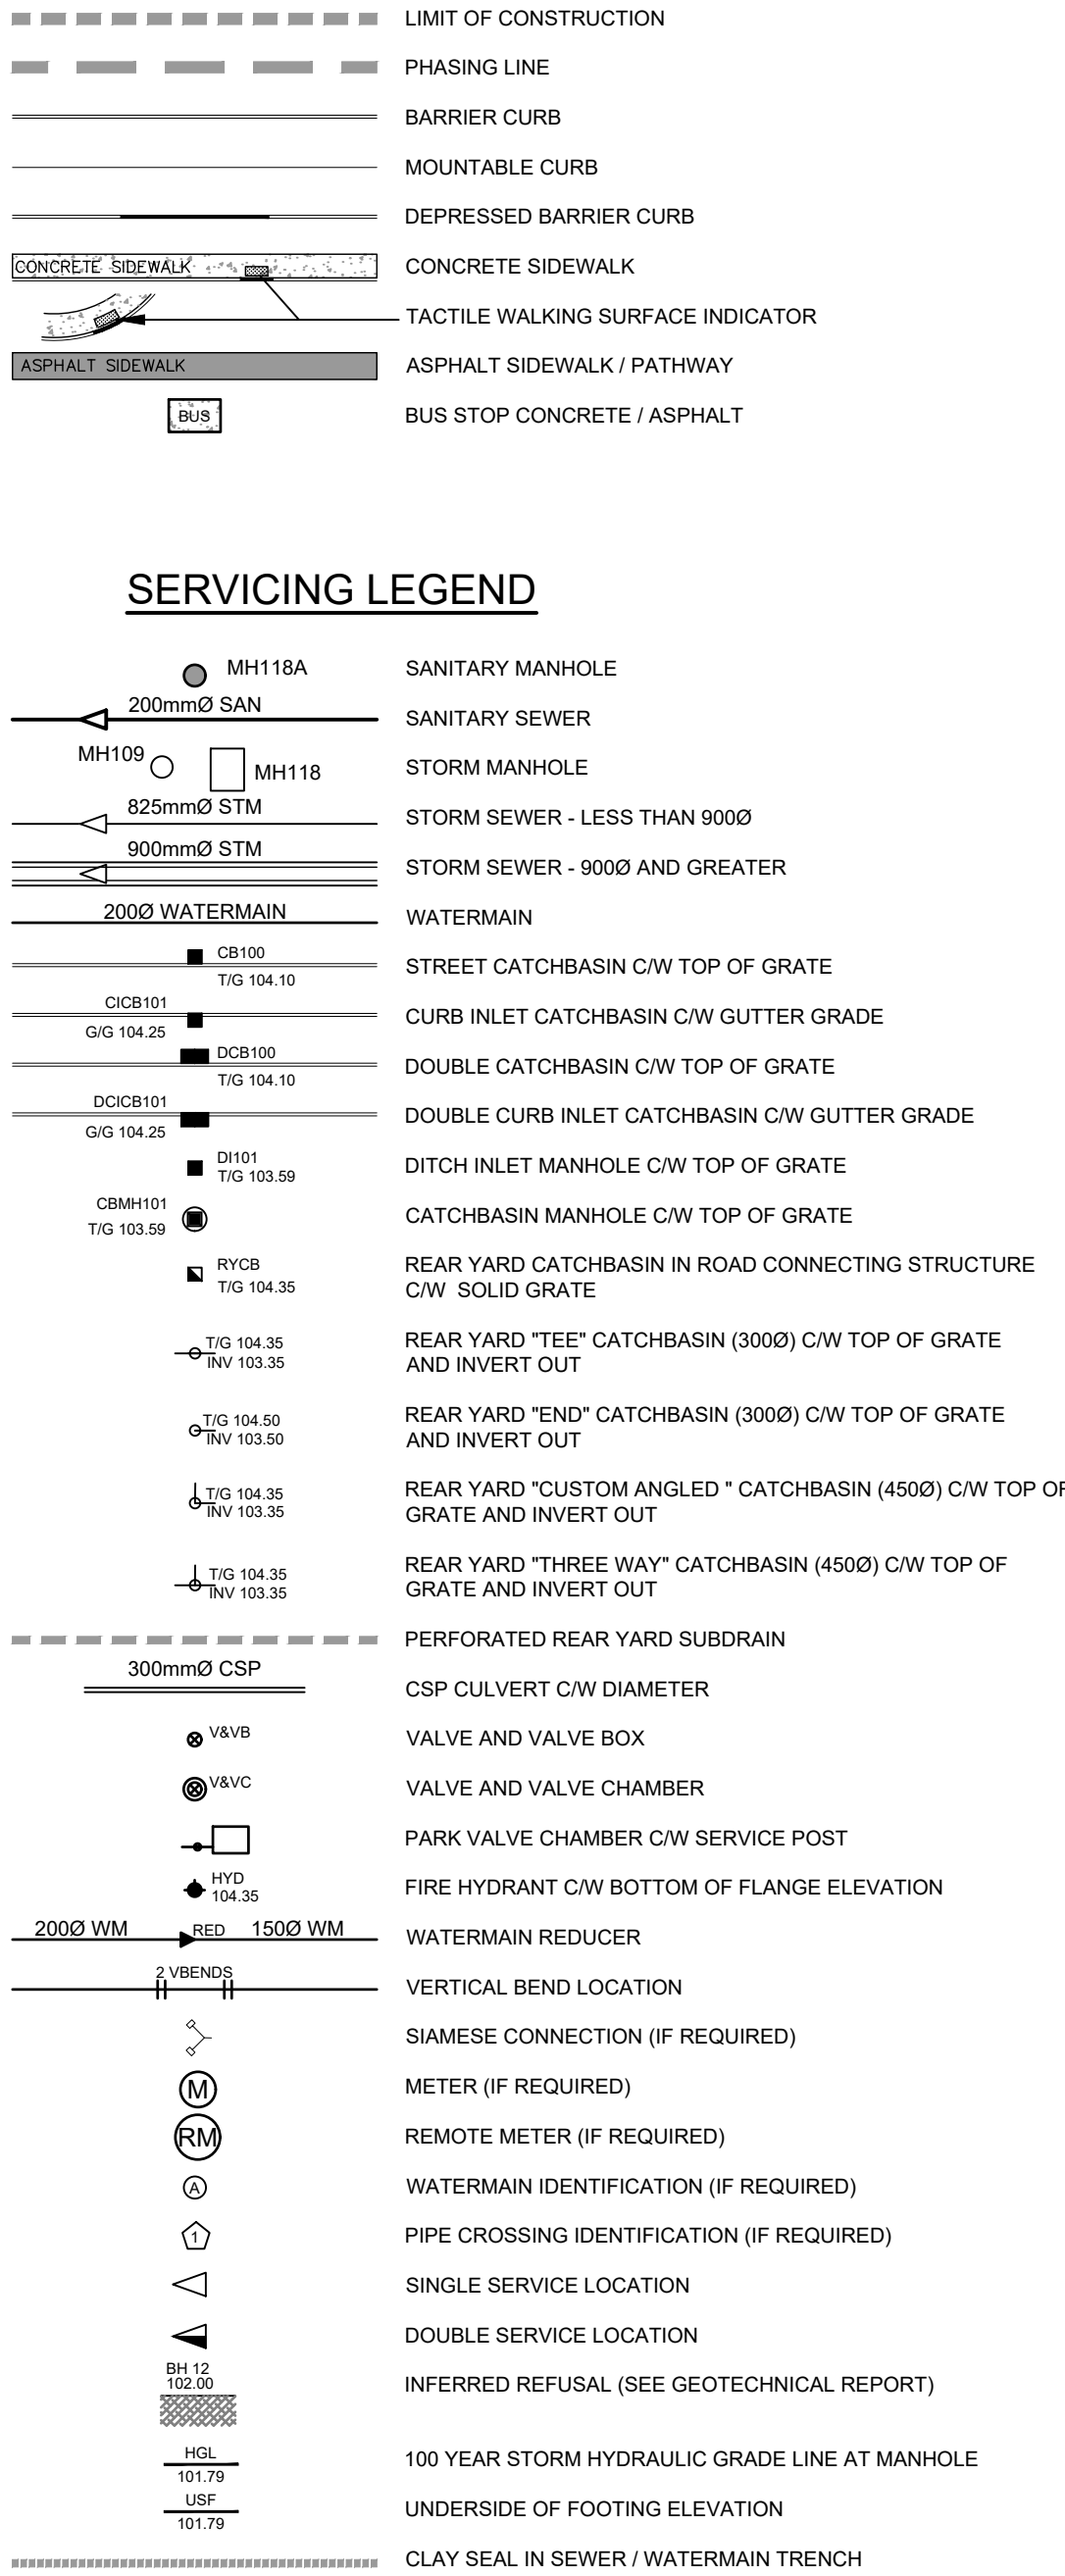 LIMIT OF CONSTRUCTION
PHASING LINE
BARRIER CURB
MOUNTABLE CURB
DEPRESSED BARRIER CURB
CONCRETE SIDEWALK CONCRETE SIDEWALK
TACTILE WALKING SURFACE INDICATOR
ASPHALT SIDEWALK ASPHALT SIDEWALK / PATHWAY
BUS BUS STOP CONCRETE / ASPHALT
SERVICING LEGEND
MH118A SANITARY MANHOLE
200mmØ SAN SANITARY SEWER
MH109 MH118 STORM MANHOLE
825mmØ STM STORM SEWER - LESS THAN 900Ø
900mmØ STM STORM SEWER - 900Ø AND GREATER
200Ø WATERMAIN WATERMAIN
CB100
T/G 104.10
STREET CATCHBASIN C/W TOP OF GRATE
CICB101
G/G 104.25
CURB INLET CATCHBASIN C/W GUTTER GRADE
DCB100
T/G 104.10
DOUBLE CATCHBASIN C/W TOP OF GRATE
DCICB101
G/G 104.25
DOUBLE CURB INLET CATCHBASIN C/W GUTTER GRADE
DI101
T/G 103.59
DITCH INLET MANHOLE C/W TOP OF GRATE
CBMH101
T/G 103.59
CATCHBASIN MANHOLE C/W TOP OF GRATE
RYCB
T/G 104.35
REAR YARD CATCHBASIN IN ROAD CONNECTING STRUCTURE
C/W SOLID GRATE
T/G 104.35
INV 103.35
REAR YARD "TEE" CATCHBASIN (300Ø) C/W TOP OF GRATE
AND INVERT OUT
T/G 104.50
INV 103.50
REAR YARD "END" CATCHBASIN (300Ø) C/W TOP OF GRATE
AND INVERT OUT
T/G 104.35
INV 103.35
REAR YARD "CUSTOM ANGLED " CATCHBASIN (450Ø) C/W TOP OF
GRATE AND INVERT OUT
T/G 104.35
INV 103.35
REAR YARD "THREE WAY" CATCHBASIN (450Ø) C/W TOP OF
GRATE AND INVERT OUT
PERFORATED REAR YARD SUBDRAIN
300mmØ CSP CSP CULVERT C/W DIAMETER
V&VB VALVE AND VALVE BOX
V&VC VALVE AND VALVE CHAMBER
PARK VALVE CHAMBER C/W SERVICE POST
HYD
104.35
FIRE HYDRANT C/W BOTTOM OF FLANGE ELEVATION
200Ø WM RED 150Ø WM WATERMAIN REDUCER
2 VBENDS VERTICAL BEND LOCATION
SIAMESE CONNECTION (IF REQUIRED)
M METER (IF REQUIRED)
RM REMOTE METER (IF REQUIRED)
A WATERMAIN IDENTIFICATION (IF REQUIRED)
1 PIPE CROSSING IDENTIFICATION (IF REQUIRED)
SINGLE SERVICE LOCATION
DOUBLE SERVICE LOCATION
BH 12
102.00
INFERRED REFUSAL (SEE GEOTECHNICAL REPORT)
HGL
101.79
100 YEAR STORM HYDRAULIC GRADE LINE AT MANHOLE
USF
101.79
UNDERSIDE OF FOOTING ELEVATION
CLAY SEAL IN SEWER / WATERMAIN TRENCH